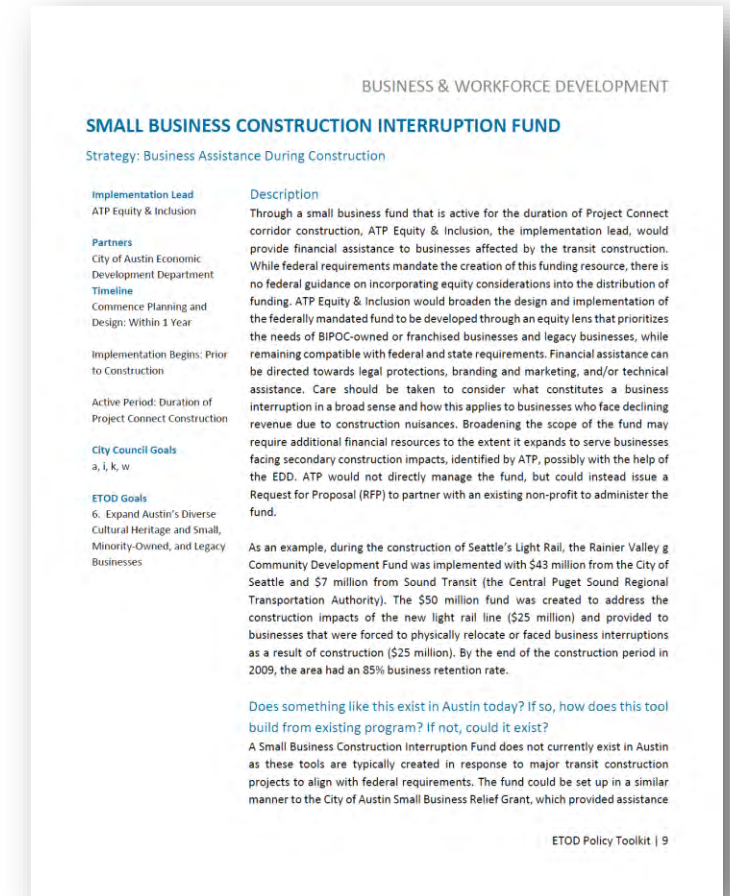 BUSINESS & WORKFORCE DEVELOPMENT
SMALL BUSINESS CONSTRUCTION INTERRUPTION FUND
Strategy: Business Assistance During Construction
Implementation Lead
ATP Equity & Inclusion
Partners
City of Austin Economic
Development Department
Timeline
Commence Planning and
Design: Within 1 Year
Implementation Begins: Prior
to Construction
Active Period: Duration of
Project Connect Construction
City Council Goals
a, i, k, w
ETOD Goals
6. Expand Austin's Diverse
Cultural Heritage and Small,
Minority-Owned, and Legacy
Businesses
Description
Through a small business fund that is active for the duration of Project Connect
corridor construction, ATP Equity & Inclusion, the implementation lead, would
provide financial assistance to businesses affected by the transit construction.
While federal requirements mandate the creation of this funding resource, there is
no federal guidance on incorporating equity considerations into the distribution of
funding. ATP Equity & Inclusion would broaden the design and implementation of
the federally mandated fund to be developed through an equity lens that prioritizes
the needs of BIPOC-owned or franchised businesses and legacy businesses, while
remaining compatible with federal and state requirements. Financial assistance can
be directed towards legal protections, branding and marketing, and/or technical
assistance. Care should be taken to consider what constitutes a business
interruption in a broad sense and how this applies to businesses who face declining
revenue due to construction nuisances. Broadening the scope of the fund may
require additional financial resources to the extent it expands to serve businesses
facing secondary construction impacts, identified by ATP, possibly with the help of
the EDD. ATP would not directly manage the fund, but could instead issue a
Request for Proposal (RFP) to partner with an existing non-profit to administer the
fund.
As an example, during the construction of Seattle's Light Rail, the Rainier Valley g
Community Development Fund was implemented with $43 million from the City of
Seattle and $7 million from Sound Transit (the Central Puget Sound Regional
Transportation Authority). The $50 million fund was created to address the
construction impacts of the new light rail line ($25 million) and provided to
businesses that were forced to physically relocate or faced business interruptions
as a result of construction ($25 million). By the end of the construction period in
2009, the area had an 85% business retention rate.
Does something like this exist in Austin today? If so, how does this tool
build from existing program? If not, could it exist?
A Small Business Construction Interruption Fund does not currently exist in Austin
as these tools are typically created in response to major transit construction
projects to align with federal requirements. The fund could be set up in a similar
manner to the City of Austin Small Business Relief Grant, which provided assistance
ETOD Policy Toolkit | 9